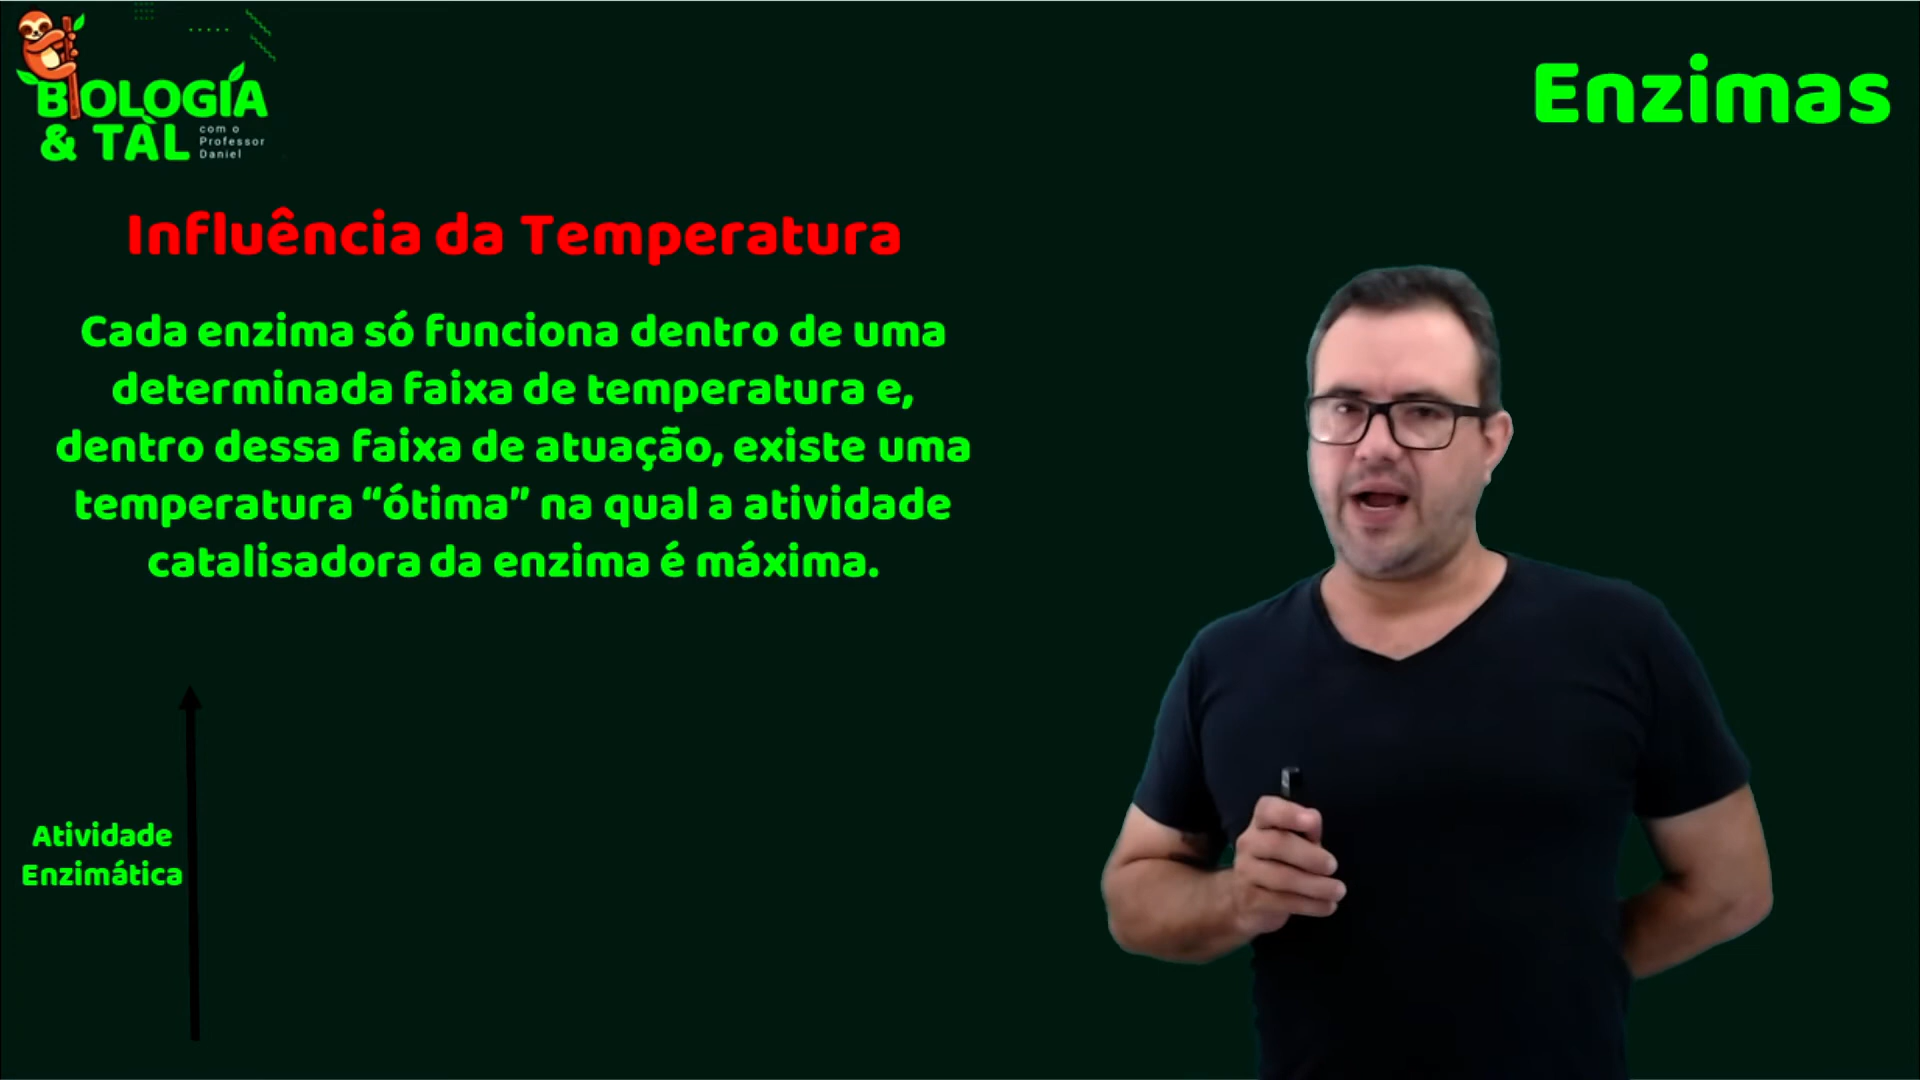 BIOLOGIA
& TAL
com o
Professor
Daniel
Enzimas
Influência da Temperatura
Cada enzima só funciona dentro de uma
determinada faixa de temperatura e,
dentro dessa faixa de atuação, existe uma
temperatura “ótima” na qual a atividade
catalisadora da enzima é máxima.
Atividade
Enzimática